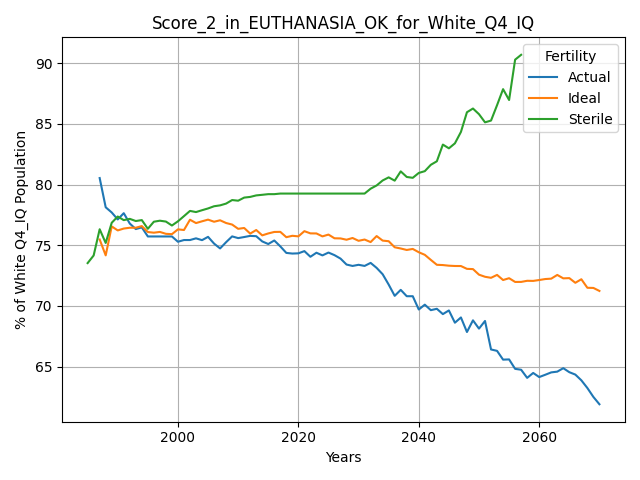 Score_2_in_EUTHANASIA_OK_for_White_Q4_IQ
% of White Q4_IQ Population
90
85
80
75
70
65
Fertility
Actual
Ideal
Sterile
2000 2020 2040 2060
Years